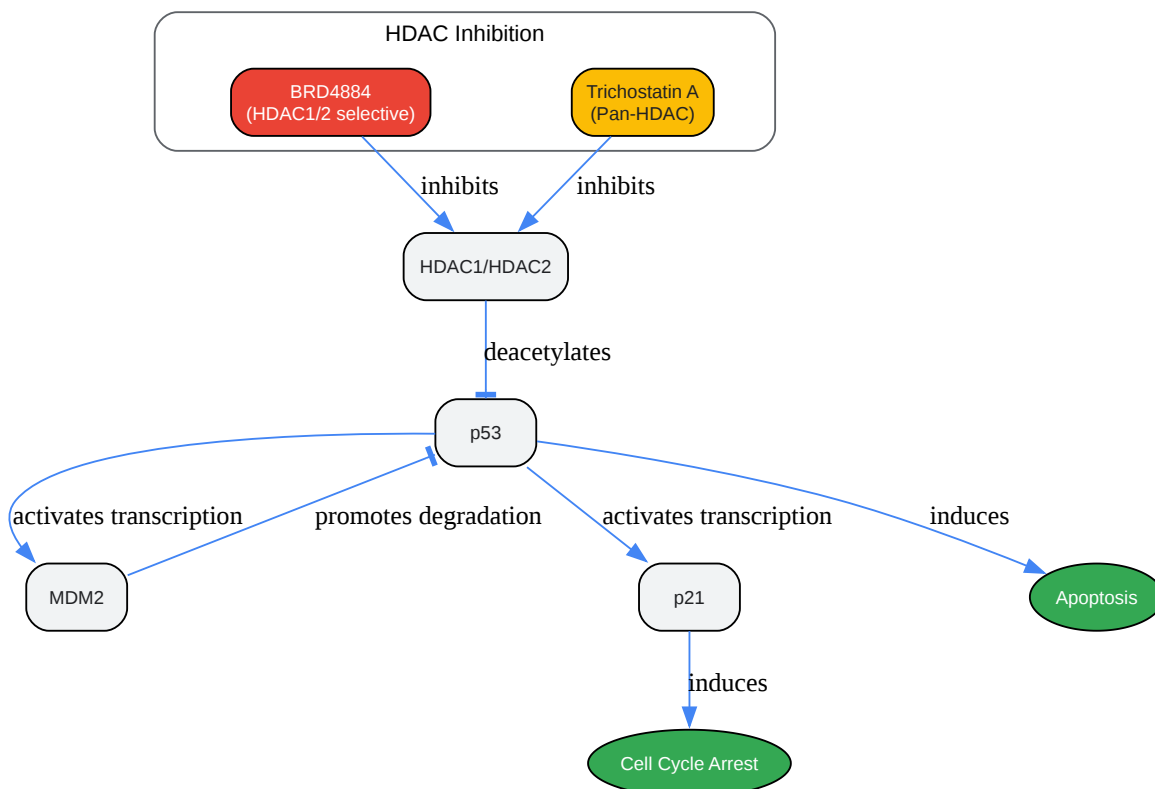 HDAC Inhibition
BRD4884
(HDAC1/2 selective)
Trichostatin A
(Pan-HDAC)
inhibits
inhibits
HDAC1/HDAC2
deacetylates
p53
activates transcription
promotes degradation
activates transcription
induces
MDM2
p21
Apoptosis
induces
Cell Cycle Arrest